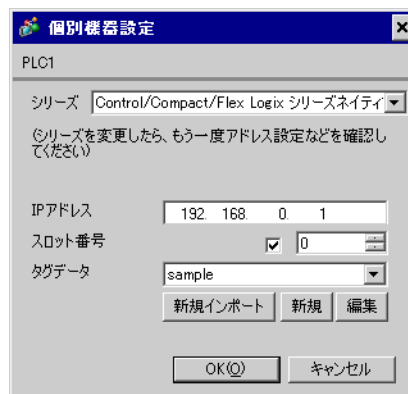 個別機器設定
PLC1
シリーズ Control/Compact/Flex Logix シリーズネイティ
(シリーズを変更したら、もう一度アドレス設定などを確認し
てください)
IPアドレス 192. 168. 0. 1
スロット番号 0
タグデータ sample
新規インポート 新規 編集
OK(O) キャンセル